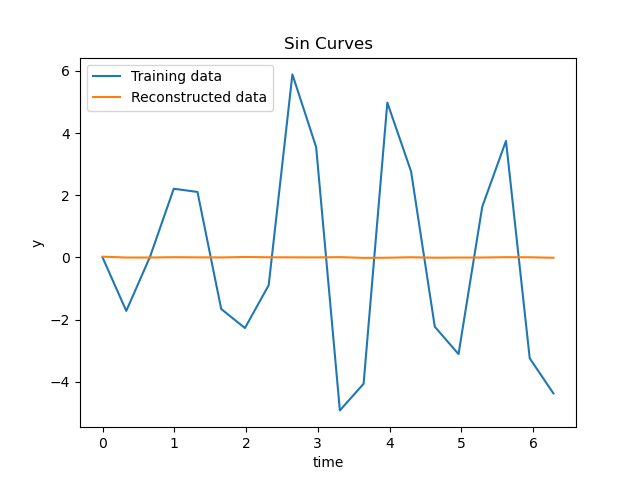 Sin Curves
Training data
Reconstructed data
6
4
2
0
−2
−4
y
0 1 2 3 4 5 6
time